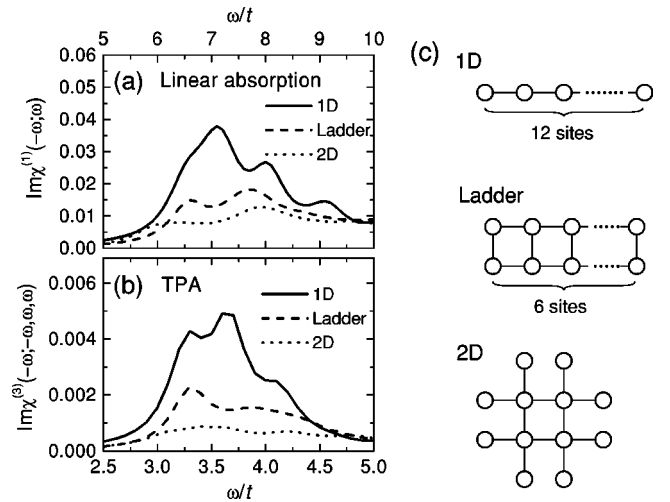 ω/t
5 6 7 8 9 10
0.06
0.05
0.04
0.03
0.02
0.01
0.00
Imχ⁽¹⁾(-ω;ω)
(a) Linear absorption
1D
Ladder
2D
0.006
0.004
0.002
0.000
Imχ⁽³⁾(-ω;-ω,ω,ω)
(b) TPA
1D
Ladder
2D
2.5 3.0 3.5 4.0 4.5 5.0
ω/t
(c)
1D
12 sites
Ladder
6 sites
2D